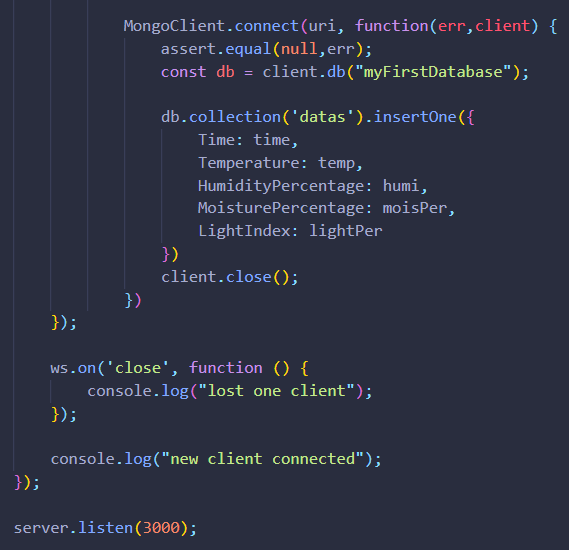 MongoClient.connect(uri, function(err,client) {
assert.equal(null,err);
const db = client.db("myFirstDatabase");
db.collection('datas').insertOne({
Time: time,
Temperature: temp,
HumidityPercentage: humi,
MoisturePercentage: moisPer,
LightIndex: lightPer
})
client.close();
})
});
ws.on('close', function () {
console.log("lost one client");
});
console.log("new client connected");
});
server.listen(3000);